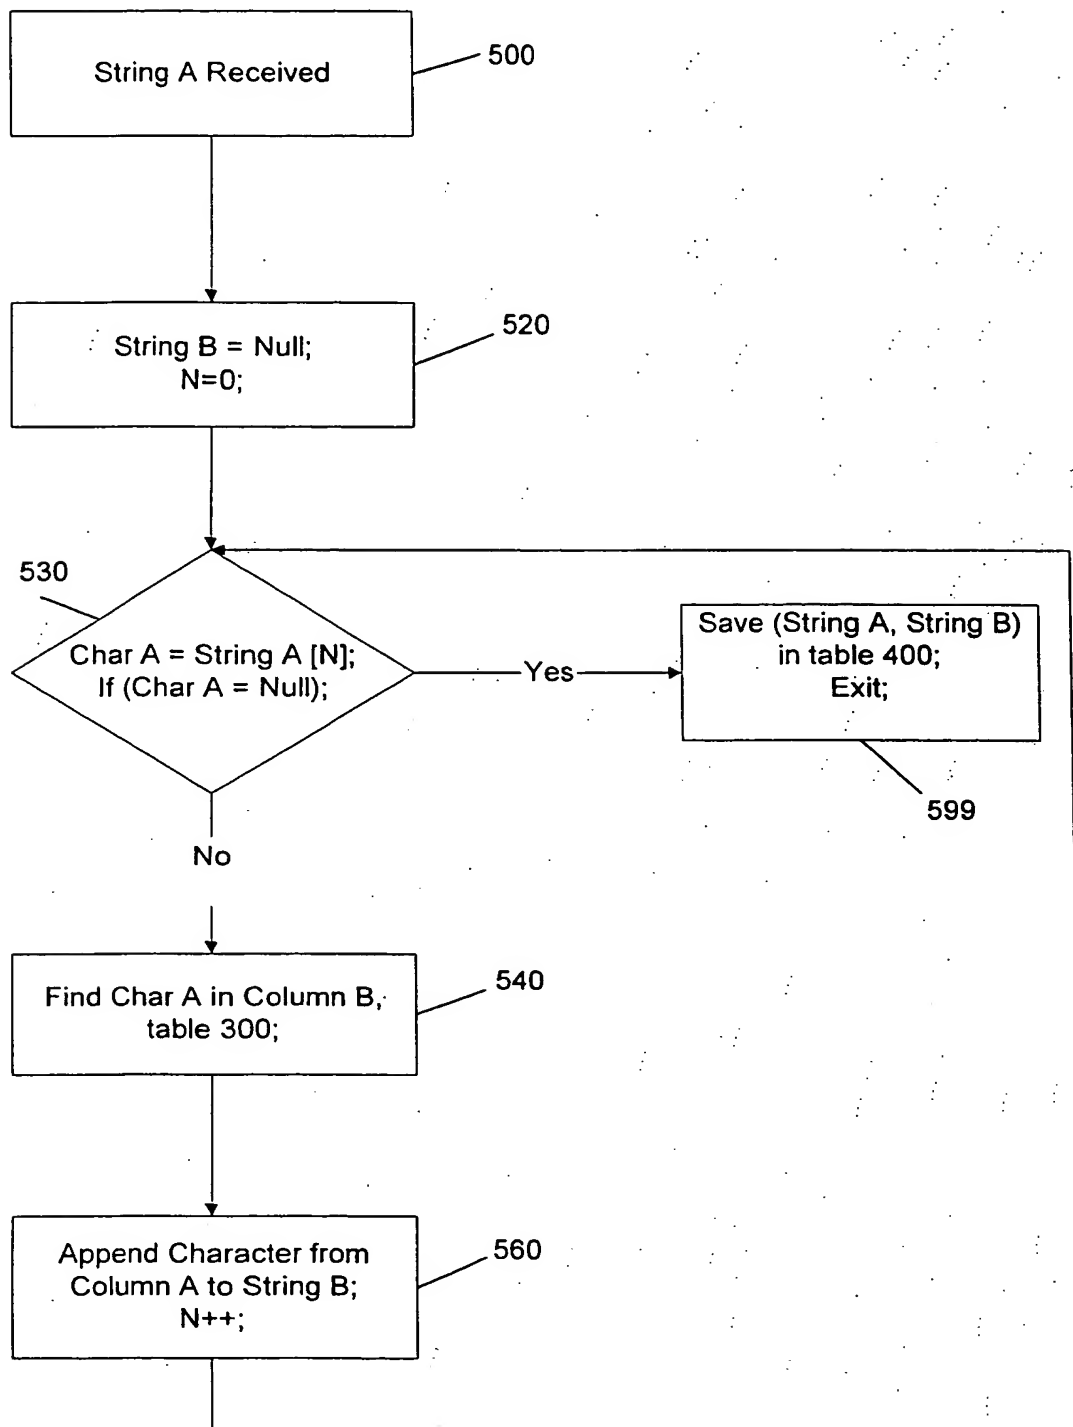 String A Received
500
String B = Null;
N=0;
520
530
Char A = String A [N];
If (Char A = Null);
Yes
Save (String A, String B)
in table 400;
Exit;
599
No
Find Char A in Column B,
table 300;
540
Append Character from
Column A to String B;
N++;
560